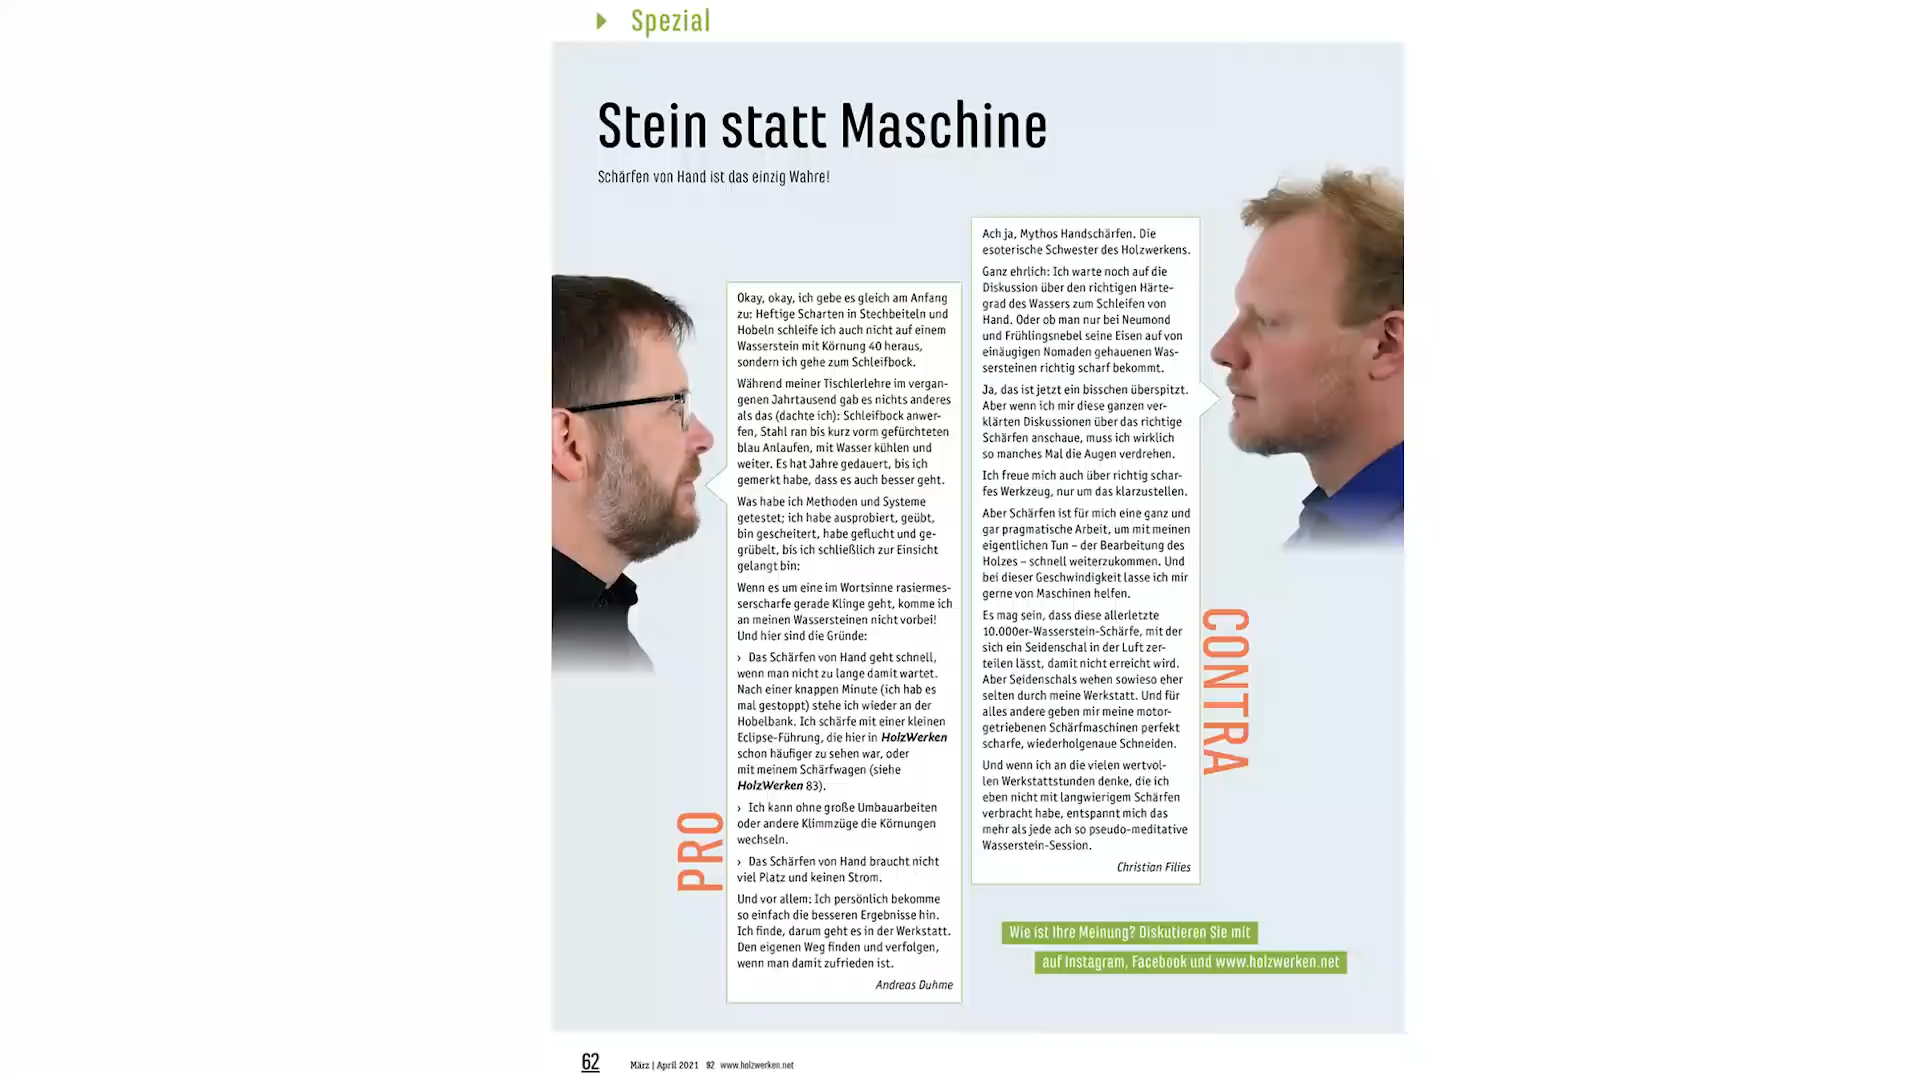 Spezial
Stein statt Maschine
Schärfen von Hand ist das einzig Wahre!
Okay, okay, ich gebe es gleich am Anfang
zu: Heftige Scharten in Stechbeiteln und
Hobeln schleife ich auch nicht auf einem
Wasserstein mit Körnung 40 heraus,
sondern ich gehe zum Schleifbock.
Während meiner Tischlerlehre im vergan-
genen Jahrtausend gab es nichts anderes
als das (dachte ich): Schleifbock anwer-
fen, Stahl ran bis kurz vorm gefürchteten
blau Anlaufen, mit Wasser kühlen und
weiter. Es hat Jahre gedauert, bis ich
gemerkt habe, dass es auch besser geht.
Was habe ich Methoden und Systeme
getestet; ich habe ausprobiert, geübt,
bin gescheitert, habe geflucht und ge-
grübelt, bis ich schließlich zur Einsicht
gelangt bin:
Wenn es um eine im Wortsinne rasiermes-
serscharfe gerade Klinge geht, komme ich
an meinen Wassersteinen nicht vorbei!
Und hier sind die Gründe:
› Das Schärfen von Hand geht schnell,
wenn man nicht zu lange damit wartet.
Nach einer knappen Minute (ich hab es
mal gestoppt) stehe ich wieder an der
Hobelbank. Ich schärfe mit einer kleinen
Eclipse-Führung, die hier in HolzWerken
schon häufiger zu sehen war, oder
mit meinem Schärfwagen (siehe
HolzWerken 83).
› Ich kann ohne große Umbauarbeiten
oder andere Klimmzüge die Körnungen
wechseln.
› Das Schärfen von Hand braucht nicht
viel Platz und keinen Strom.
Und vor allem: Ich persönlich bekomme
so einfach die besseren Ergebnisse hin.
Ich finde, darum geht es in der Werkstatt.
Den eigenen Weg finden und verfolgen,
wenn man damit zufrieden ist.
Andreas Duhme
PRO
Ach ja, Mythos Handschärfen. Die
esoterische Schwester des Holzwerkens.
Ganz ehrlich: Ich warte noch auf die
Diskussion über den richtigen Härte-
grad des Wassers zum Schleifen von
Hand. Oder ob man nur bei Neumond
und Frühlingsnebel seine Eisen auf von
einäugigen Nomaden gehauenen Was-
sersteinen richtig scharf bekommt.
Ja, das ist jetzt ein bisschen überspitzt.
Aber wenn ich mir diese ganzen ver-
klärten Diskussionen über das richtige
Schärfen anschaue, muss ich wirklich
so manches Mal die Augen verdrehen.
Ich freue mich auch über richtig schar-
fes Werkzeug, nur um das klarzustellen.
Aber Schärfen ist für mich eine ganz und
gar pragmatische Arbeit, um mit meinen
eigentlichen Tun – der Bearbeitung des
Holzes – schnell weiterzukommen. Und
bei dieser Geschwindigkeit lasse ich mir
gerne von Maschinen helfen.
Es mag sein, dass diese allerletzte
10.000er-Wasserstein-Schärfe, mit der
sich ein Seidenschal in der Luft zer-
teilen lässt, damit nicht erreicht wird.
Aber Seidenschals wehen sowieso eher
selten durch meine Werkstatt. Und für
alles andere geben mir meine motor-
getriebenen Schärfmaschinen perfekt
scharfe, wiederholgenaue Schneiden.
Und wenn ich an die vielen wertvol-
len Werkstattstunden denke, die ich
eben nicht mit langwierigem Schärfen
verbracht habe, entspannt mich das
mehr als jede ach so pseudo-meditative
Wasserstein-Session.
Christian Filies
CONTRA
Wie ist Ihre Meinung? Diskutieren Sie mit
auf Instagram, Facebook und www.holzwerken.net
62 März | April 2021 92 www.holzwerken.net